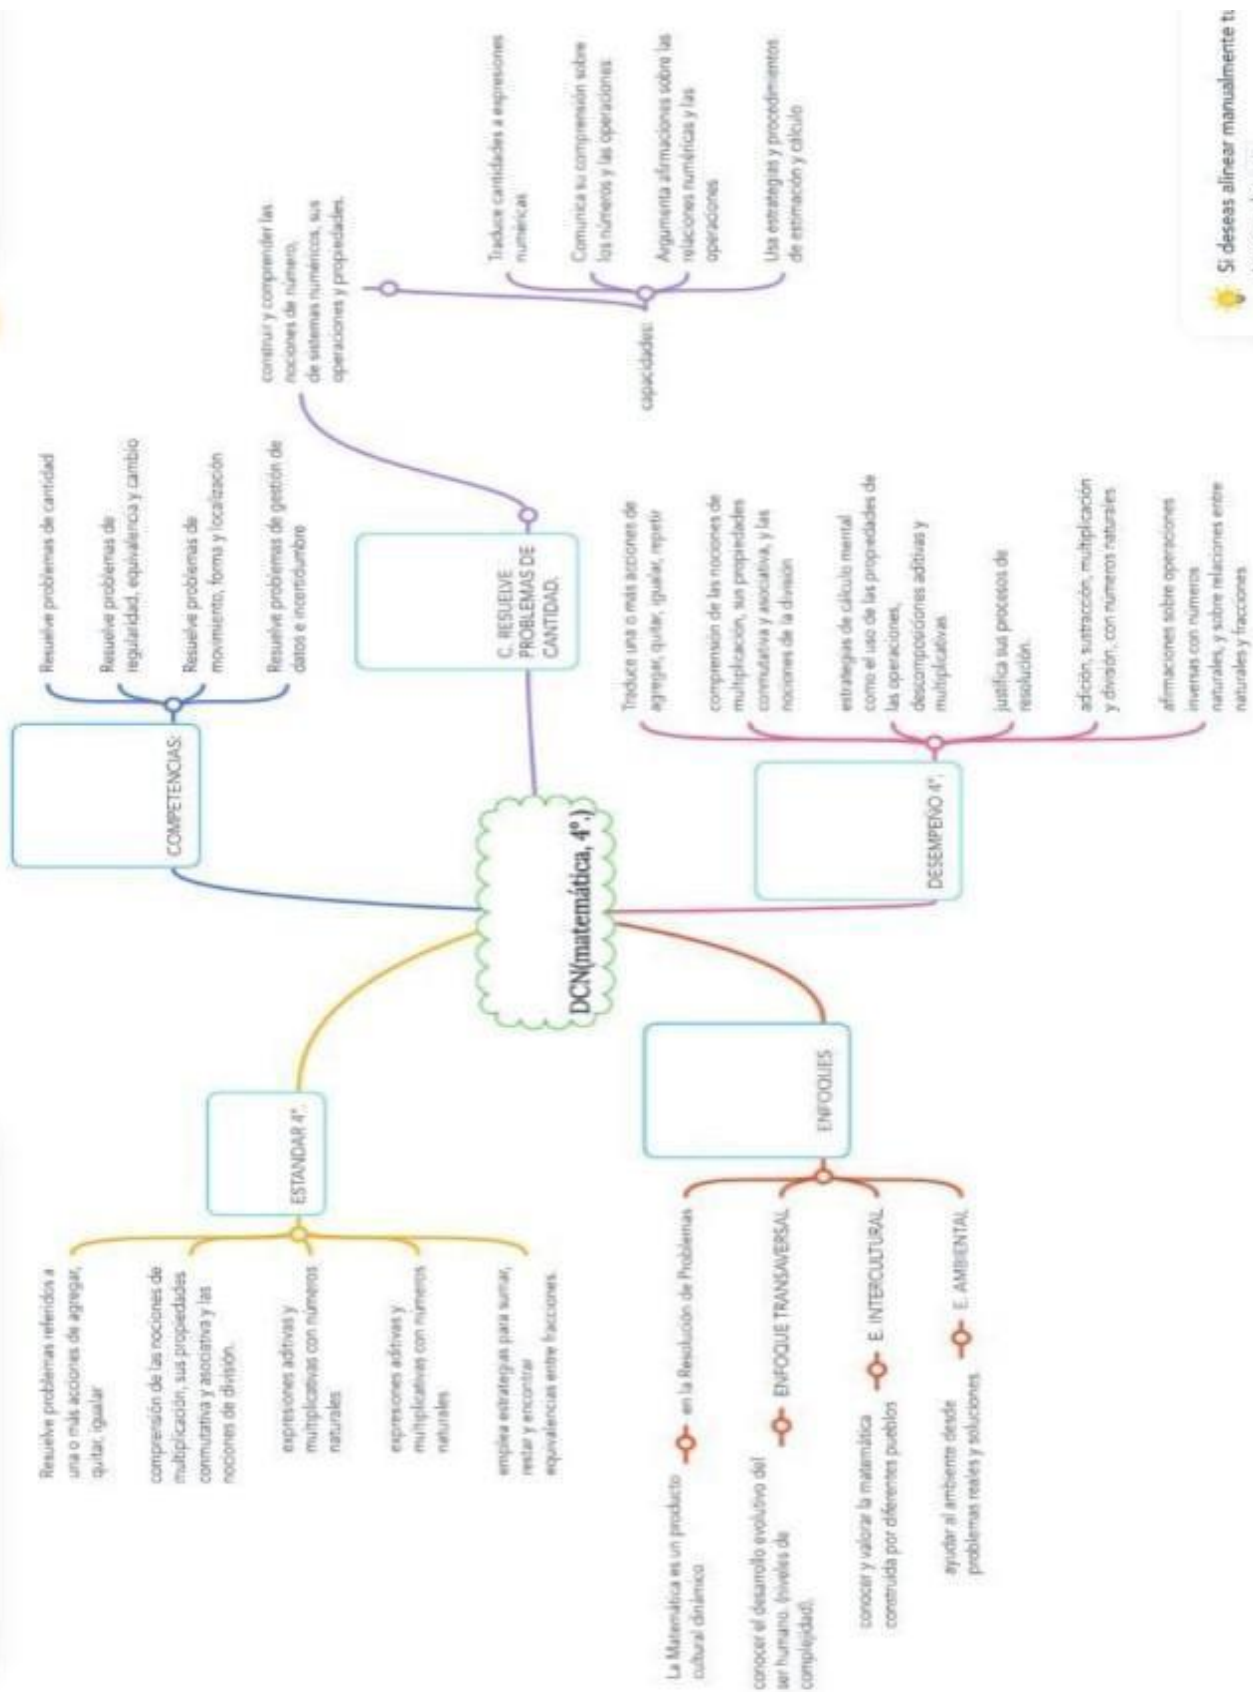 DCN(matemática, 4°.)
COMPETENCIAS:
Resuelve problemas de cantidad
Resuelve problemas de
regularidad, equivalencia y cambio
Resuelve problemas de
movimiento, forma y localización
Resuelve problemas de gestión de
datos e incertidumbre
C. RESUELVE
PROBLEMAS DE
CANTIDAD.
construir y comprender las
nociones de número,
de sistemas numéricos, sus
operaciones y propiedades.
capacidades:
Traduce cantidades a expresiones
numéricas
Comunica su comprensión sobre
los números y las operaciones
Argumenta afirmaciones sobre las
relaciones numéricas y las
operaciones
Usa estrategias y procedimientos
de estimación y cálculo
DESEMPEÑO 4°.
Traduce una o más acciones de
agregar, quitar, igualar, repetir
comprensión de las nociones de
multiplicación, sus propiedades
conmutativa y asociativa, y las
nociones de la división
estrategias de cálculo mental
como el uso de las propiedades de
las operaciones,
descomposiciones aditivas y
multiplicativas
justifica sus procesos de
resolución.
adición, sustracción, multiplicación
y división, con numeros naturales
afirmaciones sobre operaciones
inversas con números
naturales, y sobre relaciones entre
naturales y fracciones
ESTANDAR 4°.
Resuelve problemas referidos a
una o más acciones de agregar,
quitar, igualar
comprensión de las nociones de
multiplicación, sus propiedades
conmutativa y asociativa y las
nociones de división.
expresiones aditivas y
multiplicativas con números
naturales
expresiones aditivas y
multiplicativas con números
naturales
emplea estrategias para sumar,
restar y encontrar
equivalencias entre fracciones.
ENFOQUES
en la Resolución de Problemas
La Matemática es un producto
cultural dinámico
ENFOQUE TRANSAVERSAL
conocer el desarrollo evolutivo del
ser humano. (niveles de
complejidad).
E. INTERCULTURAL
conocer y valorar la matamática
construida por diferentes pueblos
E. AMBIENTAL
ayudar al ambiente desde
problemas reales y soluciones.
Si deseas alinear manualmente tu